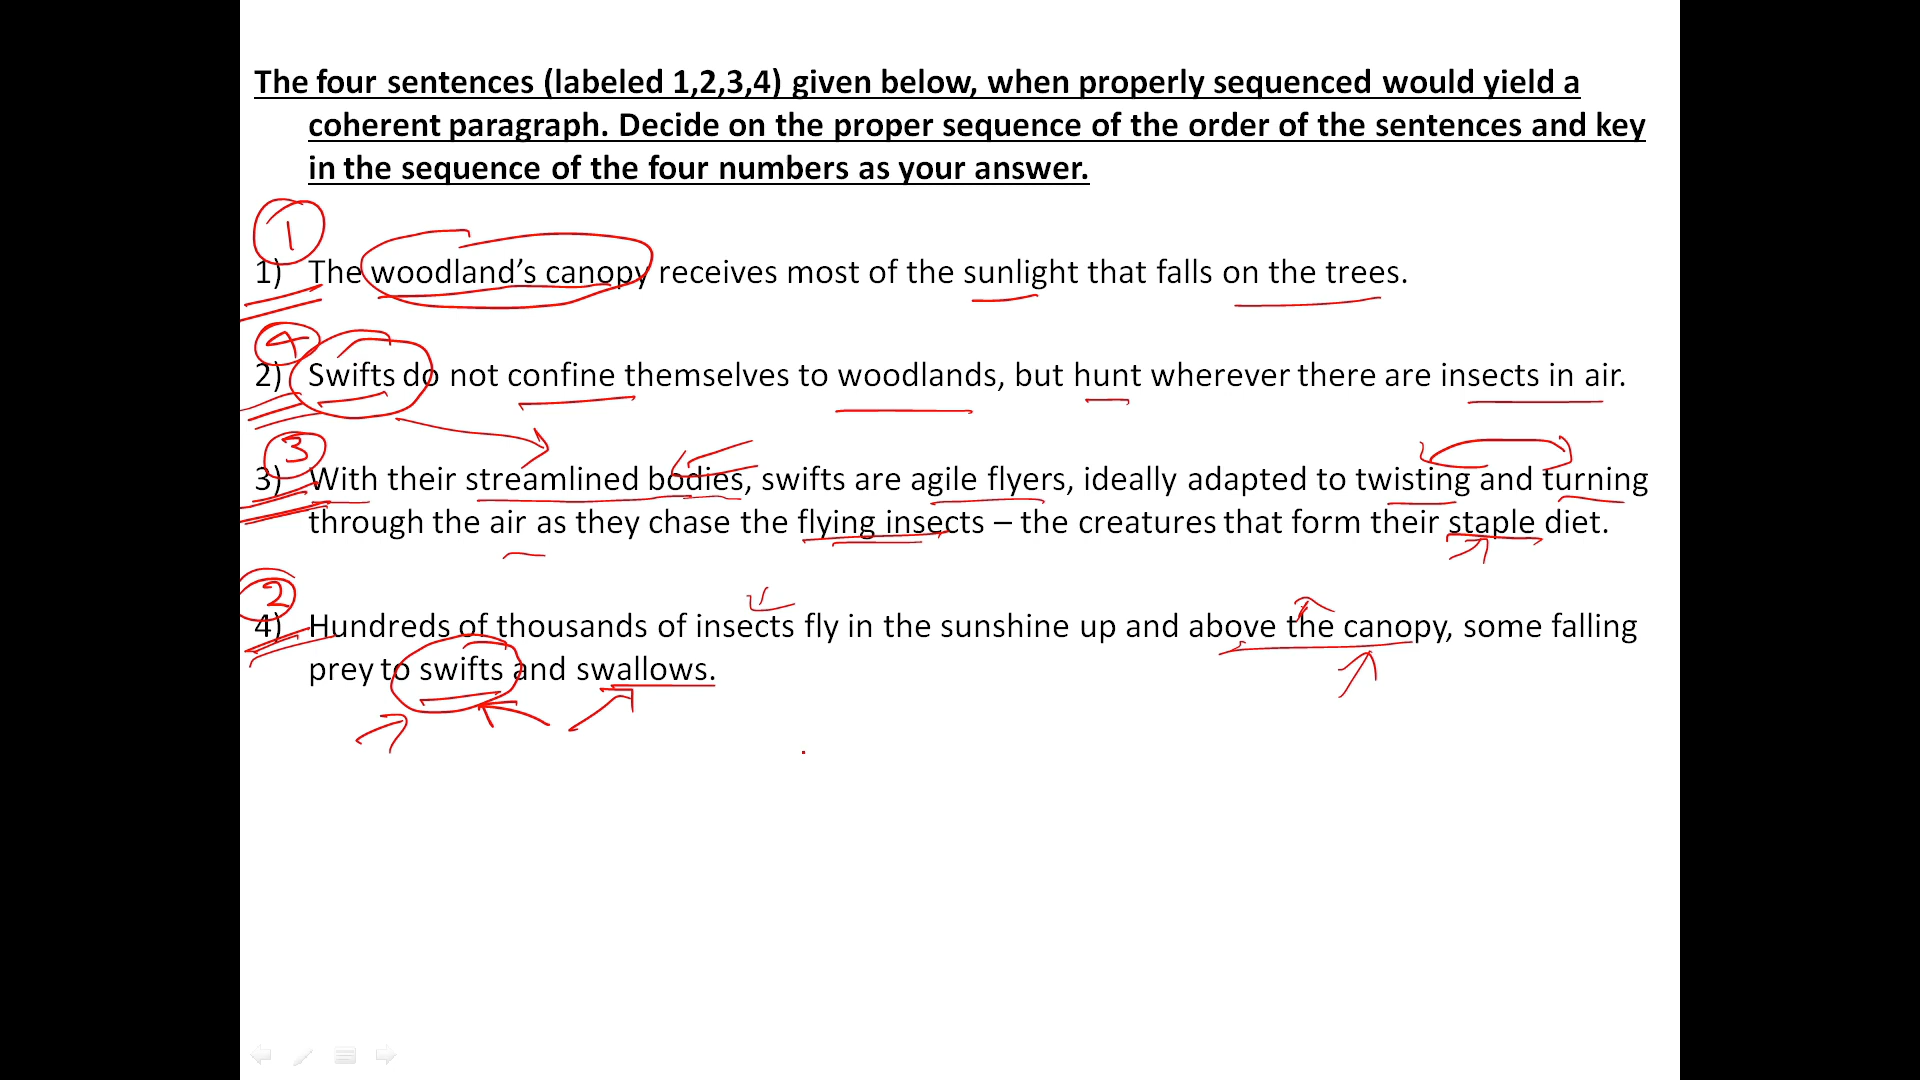 The four sentences (labeled 1,2,3,4) given below, when properly sequenced would yield a
coherent paragraph. Decide on the proper sequence of the order of the sentences and key
in the sequence of the four numbers as your answer.
1
1) The woodland's canopy receives most of the sunlight that falls on the trees.
4
2) Swifts do not confine themselves to woodlands, but hunt wherever there are insects in air.
3
3) With their streamlined bodies, swifts are agile flyers, ideally adapted to twisting and turning
through the air as they chase the flying insects – the creatures that form their staple diet.
2
4) Hundreds of thousands of insects fly in the sunshine up and above the canopy, some falling
prey to swifts and swallows.